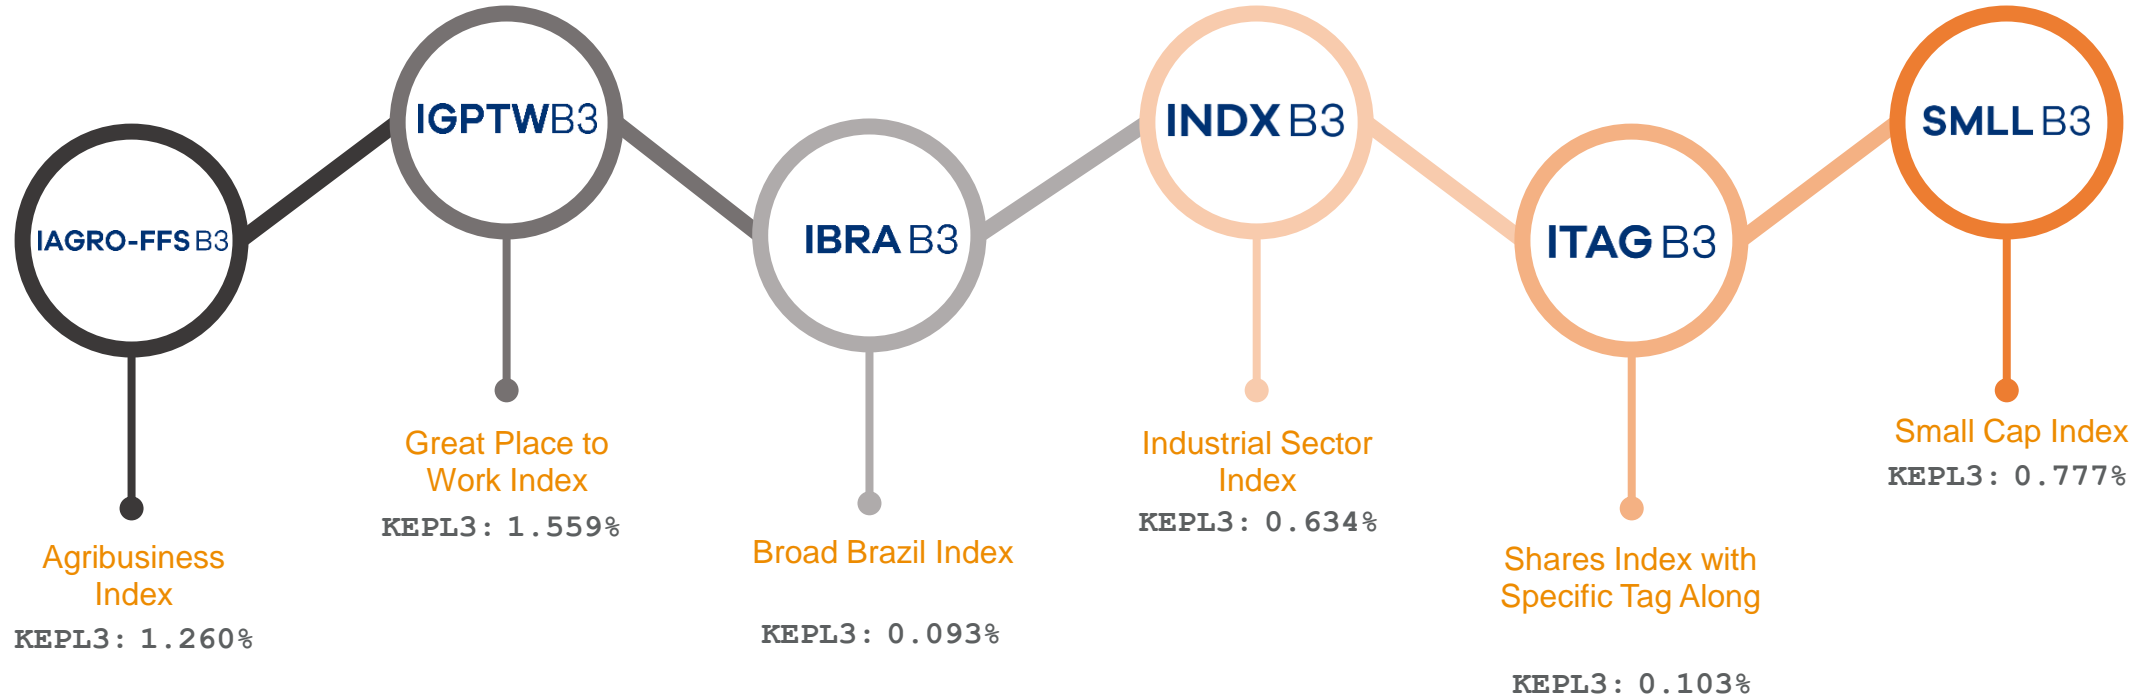 IAGRO-FFS B3
Agribusiness
Index
KEPL3: 1.260%
IGPTWB3
Great Place to
Work Index
KEPL3: 1.559%
IBRA B3
Broad Brazil Index
KEPL3: 0.093%
INDX B3
Industrial Sector
Index
KEPL3: 0.634%
ITAG B3
Shares Index with
Specific Tag Along
KEPL3: 0.103%
SMLL B3
Small Cap Index
KEPL3: 0.777%